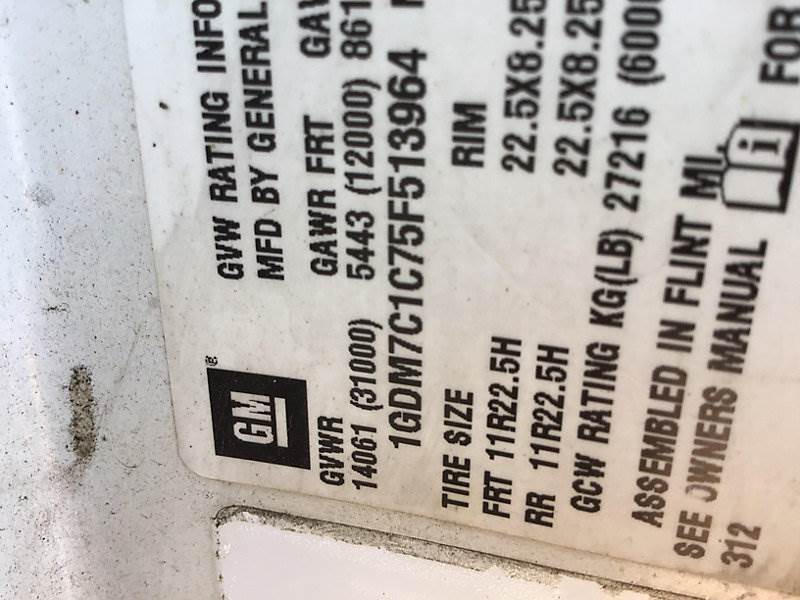 GM ®
GVW RATING INFO
MFD BY GENERAL
GVWR GAWR FRT
14061 (31000) 5443 (12000) 861
1GDM7C1C75F513964
TIRE SIZE RIM
FRT 11R22.5H 22.5X8.25
RR 11R22.5H 22.5X8.25
GCW RATING KG(LB) 27216 (6000
ASSEMBLED IN FLINT MI.
SEE OWNERS MANUAL i FOR
312